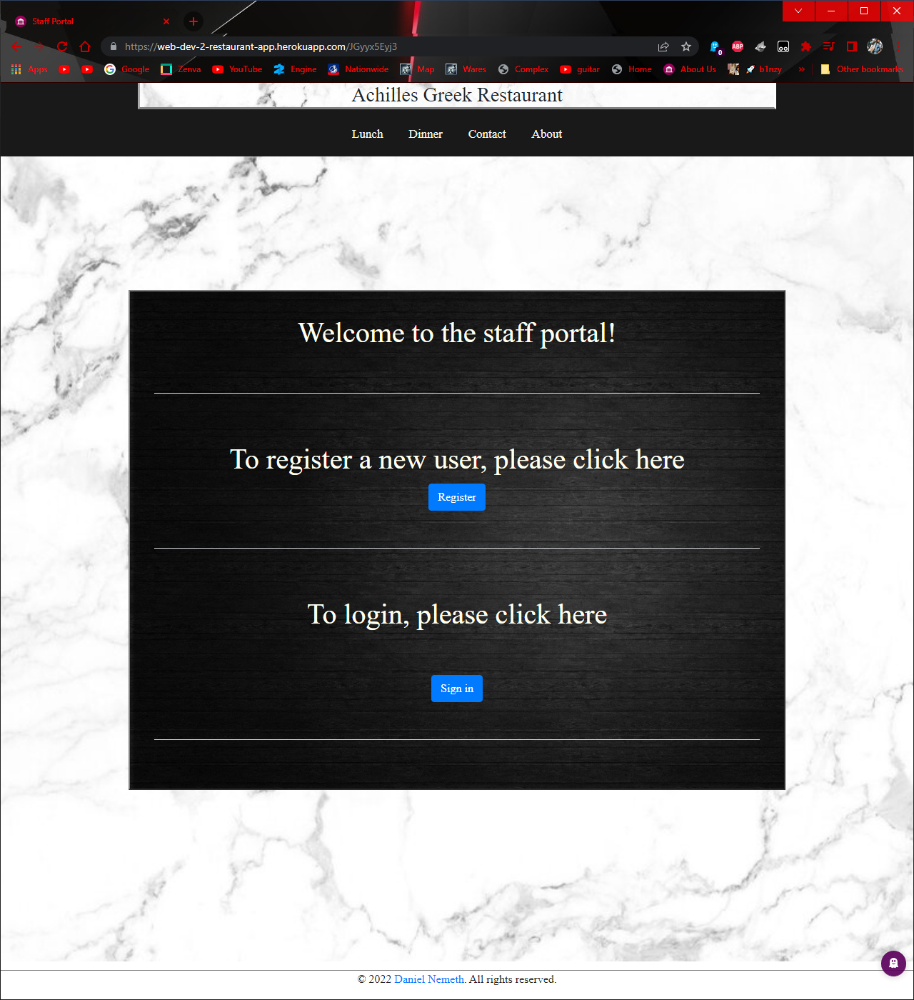 Staff Portal
https://web-dev-2-restaurant-app.herokuapp.com/JGyyx5Eyj3
0
ABP
Apps Google Zenva YouTube Engine Nationwide Map Wares Complex guitar Home About Us b1nzy » Other bookmarks
Achilles Greek Restaurant
Lunch Dinner Contact About
Welcome to the staff portal!
To register a new user, please click here
Register
To login, please click here
Sign in
© 2022 Daniel Nemeth. All rights reserved.